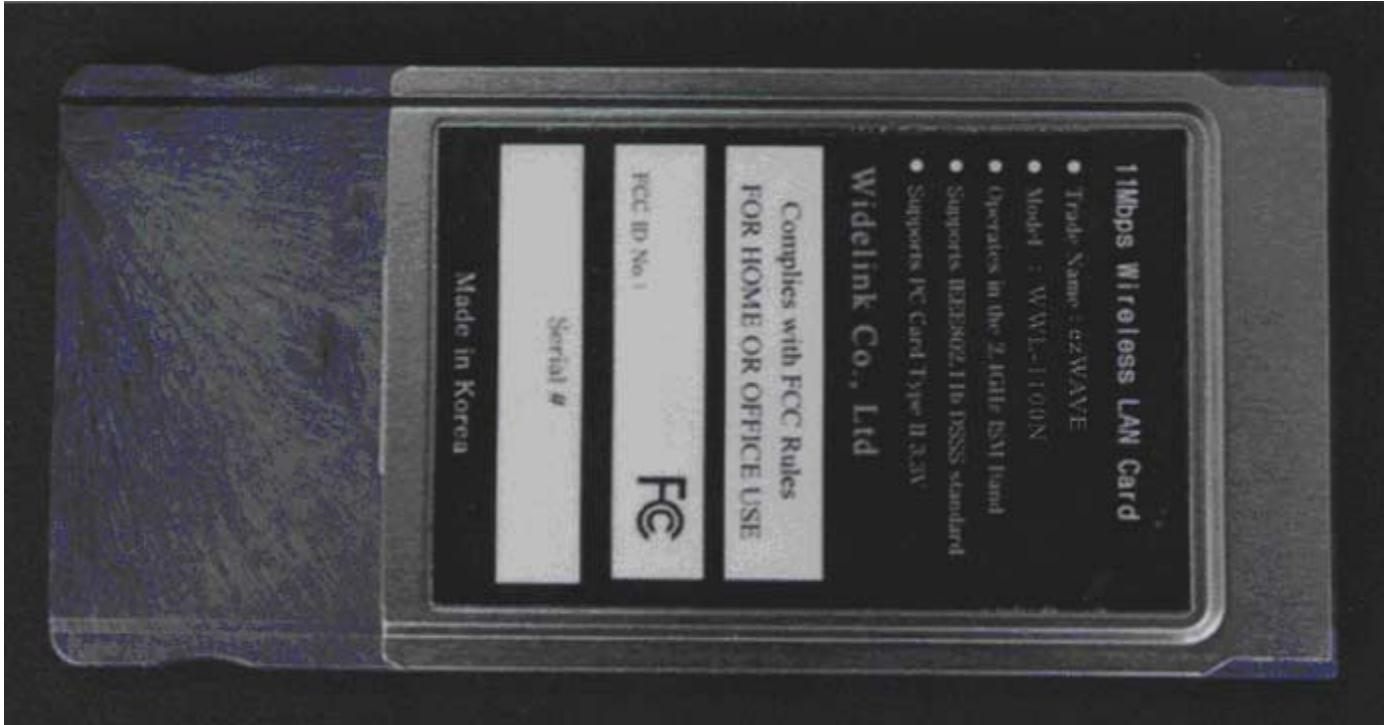 11Mbps Wireless LAN Card
● Trade Name : ezWAVE
● Model : WWL-1100N
● Operates in the 2.4GHz ISM Band
● Supports IEEE802.11b DSSS standard
● Supports PC Card Type II 3.3V
Widelink Co., Ltd
Complies with FCC Rules
FOR HOME OR OFFICE USE
FCC ID No :
FC
Serial #
Made in Korea